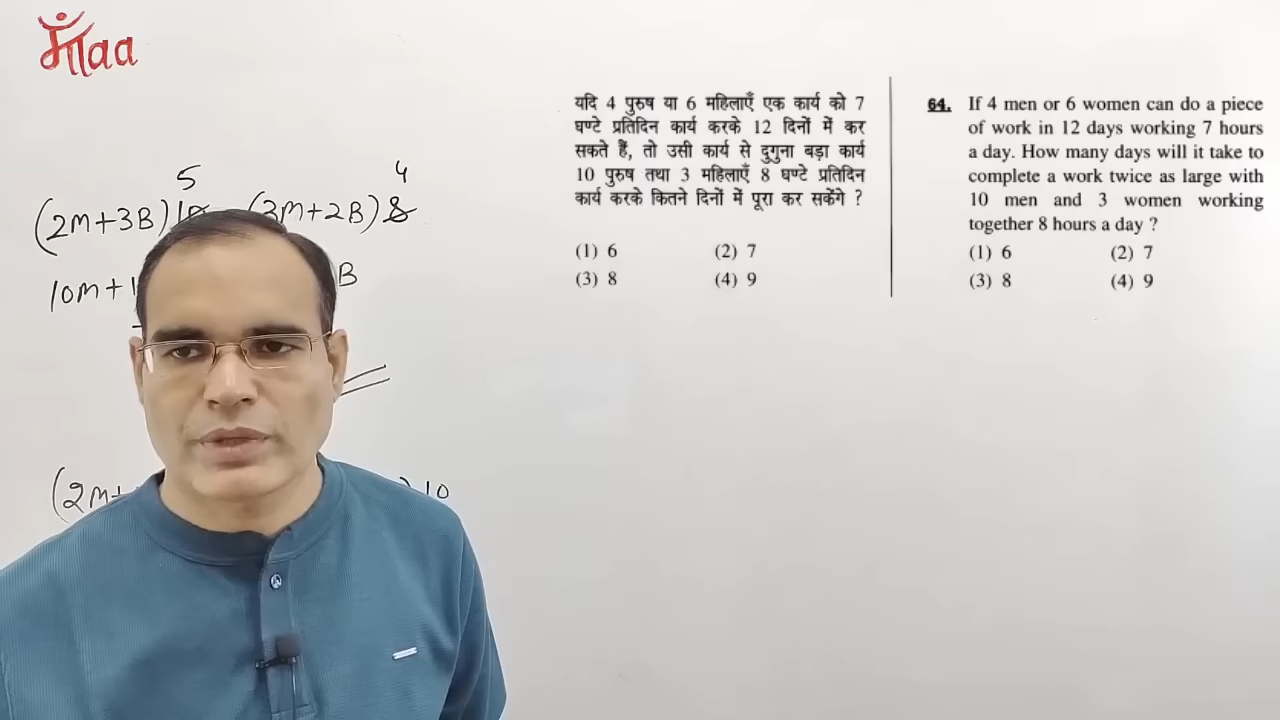 माँaa
5 4
(2M+3B)10 (3M+2B)8
10M+1 B
(2M+ ) 10
यदि 4 पुरुष या 6 महिलाएँ एक कार्य को 7
घण्टे प्रतिदिन कार्य करके 12 दिनों में कर
सकते हैं, तो उसी कार्य से दुगुना बड़ा कार्य
10 पुरुष तथा 3 महिलाएँ 8 घण्टे प्रतिदिन
कार्य करके कितने दिनों में पूरा कर सकेंगे ?
(1) 6 (2) 7
(3) 8 (4) 9
64. If 4 men or 6 women can do a piece
of work in 12 days working 7 hours
a day. How many days will it take to
complete a work twice as large with
10 men and 3 women working
together 8 hours a day ?
(1) 6 (2) 7
(3) 8 (4) 9